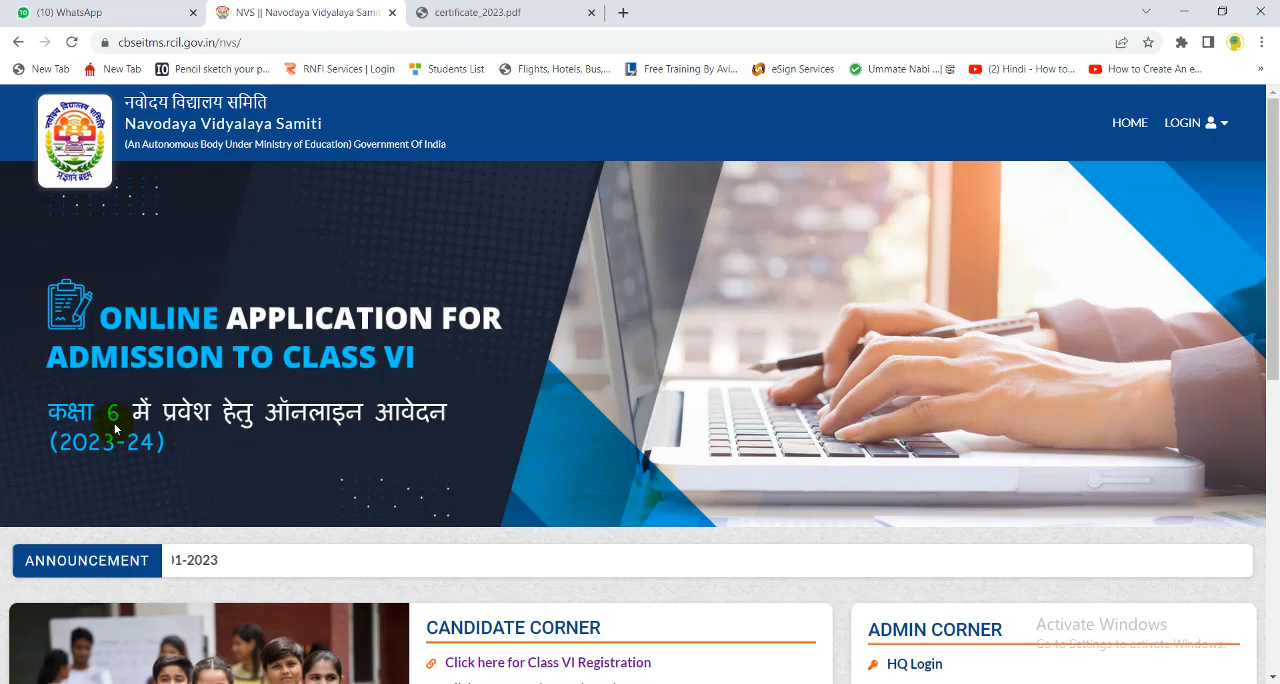 (10) WhatsApp
NVS || Navodaya Vidyalaya Samiti
certificate_2023.pdf
cbseitms.rcil.gov.in/nvs/
New Tab
New Tab
Pencil sketch your p...
RNFI Services | Login
Students List
Flights, Hotels, Bus,...
Free Training By Avi...
eSign Services
Ummate Nabi ...|
(2) Hindi - How to...
How to Create An e...
»
नवोदय विद्यालय समिति
Navodaya Vidyalaya Samiti
(An Autonomous Body Under Ministry of Education) Government Of India
HOME
LOGIN
ONLINE APPLICATION FOR
ADMISSION TO CLASS VI
कक्षा 6 में प्रवेश हेतु ऑनलाइन आवेदन
(2023-24)
ANNOUNCEMENT
01-2023
CANDIDATE CORNER
Click here for Class VI Registration
ADMIN CORNER
HQ Login
Activate Windows
Go to Settings to activate Windows.